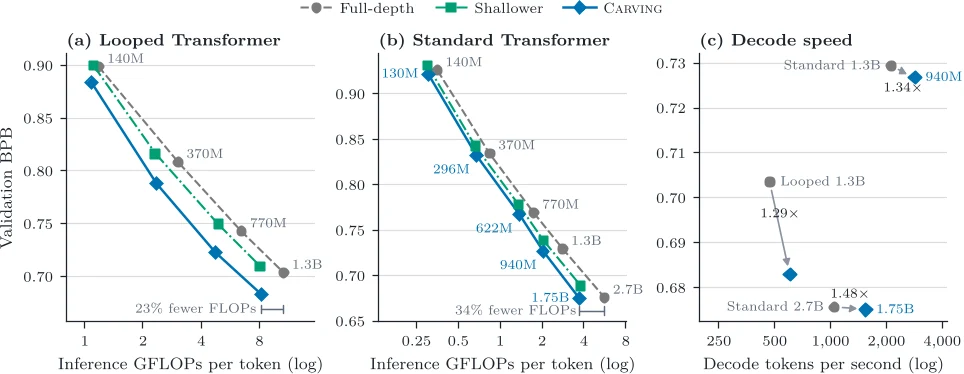 Full-depth Shallower CARVING
(a) Looped Transformer
Validation BPB
0.90
0.85
0.80
0.75
0.70
140M
370M
770M
1.3B
23% fewer FLOPs
1 2 4 8
Inference GFLOPs per token (log)
(b) Standard Transformer
0.90
0.85
0.80
0.75
0.70
0.65
140M
130M
370M
296M
770M
622M
1.3B
940M
2.7B
1.75B
34% fewer FLOPs
0.25 0.5 1 2 4 8
Inference GFLOPs per token (log)
(c) Decode speed
0.73
0.72
0.71
0.70
0.69
0.68
Standard 1.3B
940M
1.34×
Looped 1.3B
1.29×
1.48×
Standard 2.7B
1.75B
250 500 1,000 2,000 4,000
Decode tokens per second (log)